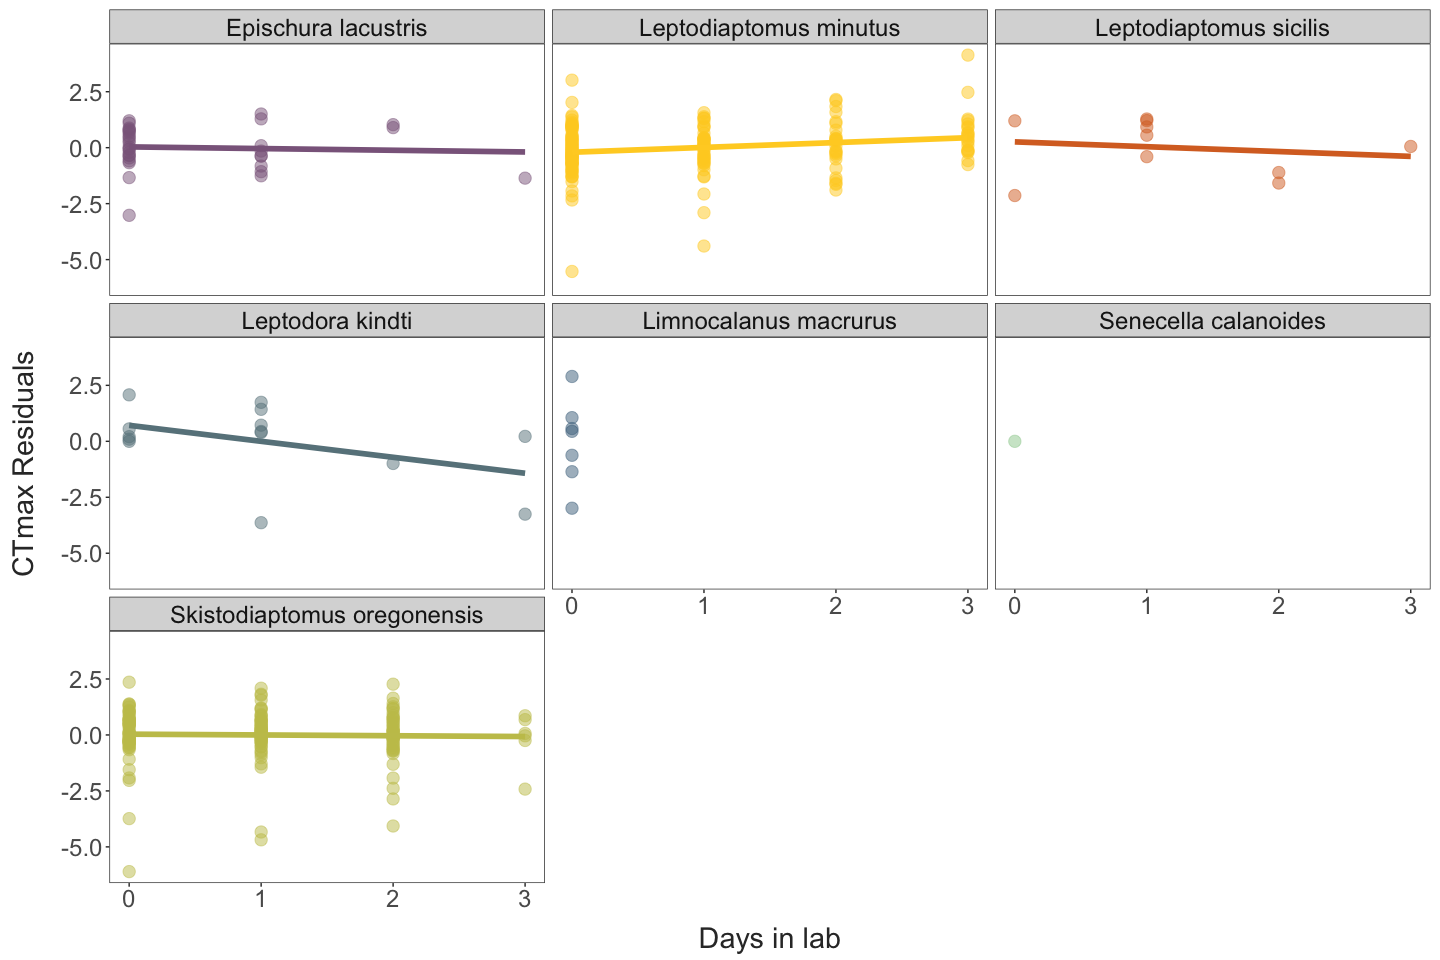 Epischura lacustris
Leptodiaptomus minutus
Leptodiaptomus sicilis
2.5
0.0
-2.5
-5.0
Leptodora kindti
Limnocalanus macrurus
Senecella calanoides
2.5
0.0
-2.5
-5.0
0 1 2 3
0 1 2 3
Skistodiaptomus oregonensis
2.5
0.0
-2.5
-5.0
0 1 2 3
CTmax Residuals
Days in lab